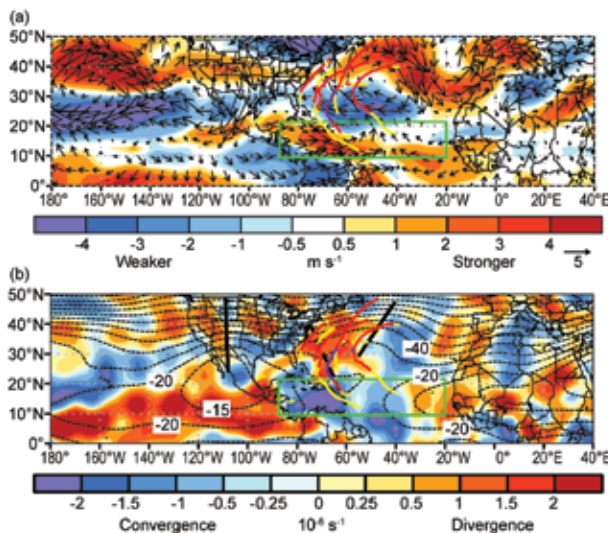 (a)
50°N
40°N
30°N
20°N
10°N
0°
180° 160°W 140°W 120°W 100°W 80°W 60°W 40°W 20°W 0° 20°E 40°E
-4 -3 -2 -1 -0.5 0.5 1 2 3 4
Weaker m s⁻¹ Stronger 5
(b)
50°N
40°N
30°N
20°N
10°N
0°
-40
-20
-20
-15
-20
-20
180° 160°W 140°W 120°W 100°W 80°W 60°W 40°W 20°W 0° 20°E 40°E
-2 -1.5 -1 -0.5 -0.25 0 0.25 0.5 1 1.5 2
Convergence 10⁻⁶ s⁻¹ Divergence